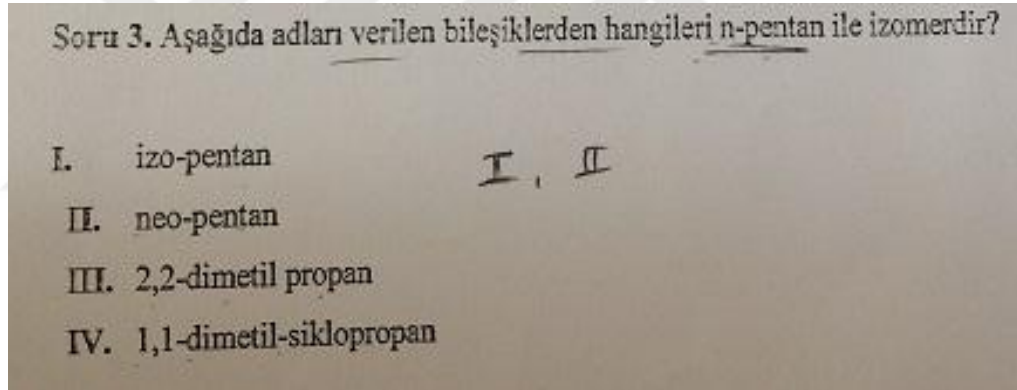 Soru 3. Aşağıda adları verilen bileşiklerden hangileri n-pentan ile izomerdir?
I. izo-pentan
I, II
II. neo-pentan
III. 2,2-dimetil propan
IV. 1,1-dimetil-siklopropan